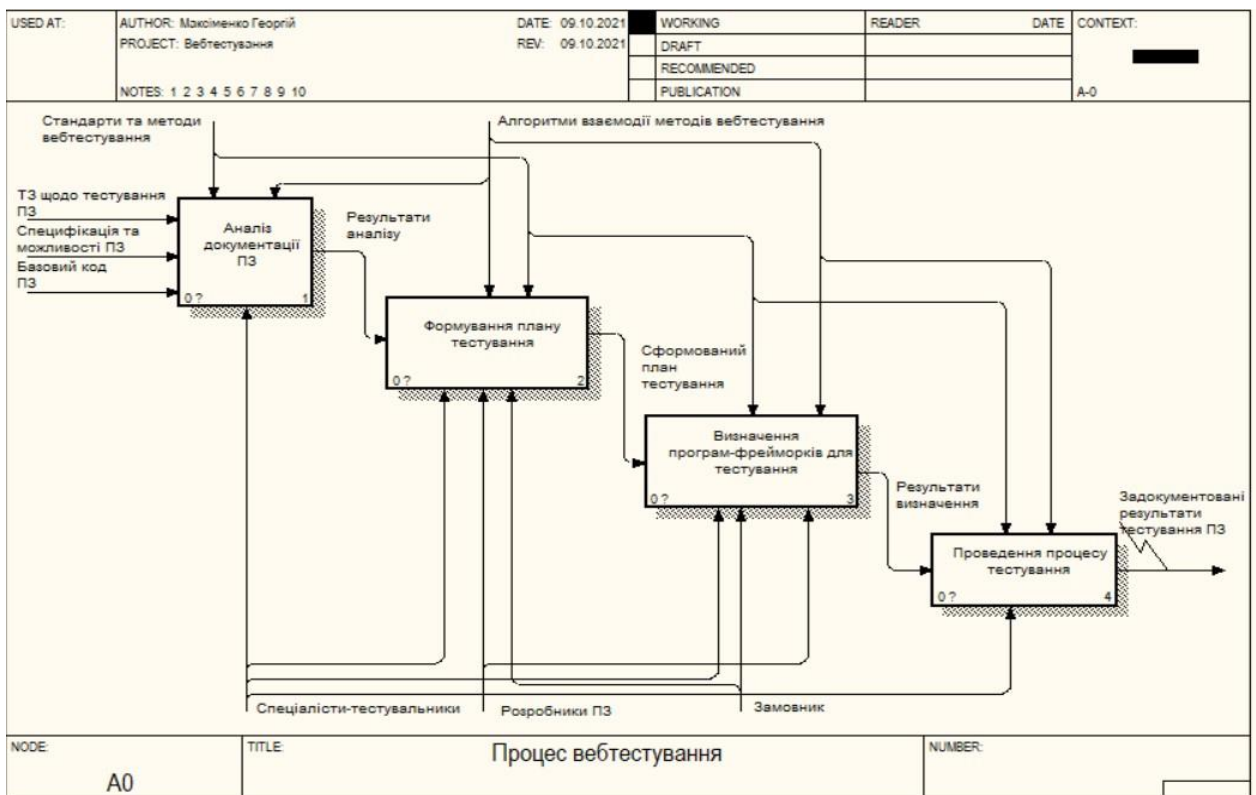 USED AT:
AUTHOR: Максіменко Георгій
DATE: 09.10.2021
PROJECT: Вебтестування
REV: 09.10.2021
NOTES: 1 2 3 4 5 6 7 8 9 10
WORKING
DRAFT
RECOMMENDED
PUBLICATION
READER
DATE
CONTEXT:
A-0
Стандарти та методи
вебтестування
Алгоритми взаємодії методів вебтестування
ТЗ щодо тестування
ПЗ
Специфікація та
можливості ПЗ
Базовий код
ПЗ
Аналіз
документації
ПЗ
0 ?
1
Результати
аналізу
Формування плану
тестування
0 ?
2
Сформований
план
тестування
Визначення
програм-фрейморків для
тестування
0 ?
3
Результати
визначення
Проведення процесу
тестування
0 ?
4
Задокументовані
результати
тестування ПЗ
Спеціалісти-тестувальники
Розробники ПЗ
Замовник
NODE:
A0
TITLE:
Процес вебтестування
NUMBER: